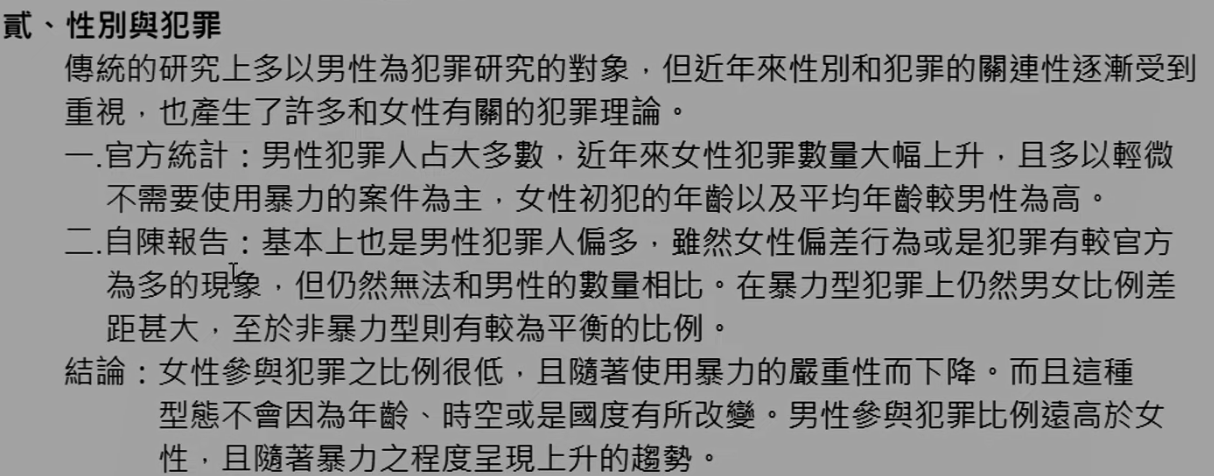 貳、性別與犯罪
傳統的研究上多以男性為犯罪研究的對象，但近年來性別和犯罪的關連性逐漸受到
重視，也產生了許多和女性有關的犯罪理論。
一.官方統計：男性犯罪人占大多數，近年來女性犯罪數量大幅上升，且多以輕微
不需要使用暴力的案件為主，女性初犯的年齡以及平均年齡較男性為高。
二.自陳報告：基本上也是男性犯罪人偏多，雖然女性偏差行為或是犯罪有較官方
為多的現象，但仍然無法和男性的數量相比。在暴力型犯罪上仍然男女比例差
距甚大，至於非暴力型則有較為平衡的比例。
結論：女性參與犯罪之比例很低，且隨著使用暴力的嚴重性而下降。而且這種
型態不會因為年齡、時空或是國度有所改變。男性參與犯罪比例遠高於女
性，且隨著暴力之程度呈現上升的趨勢。